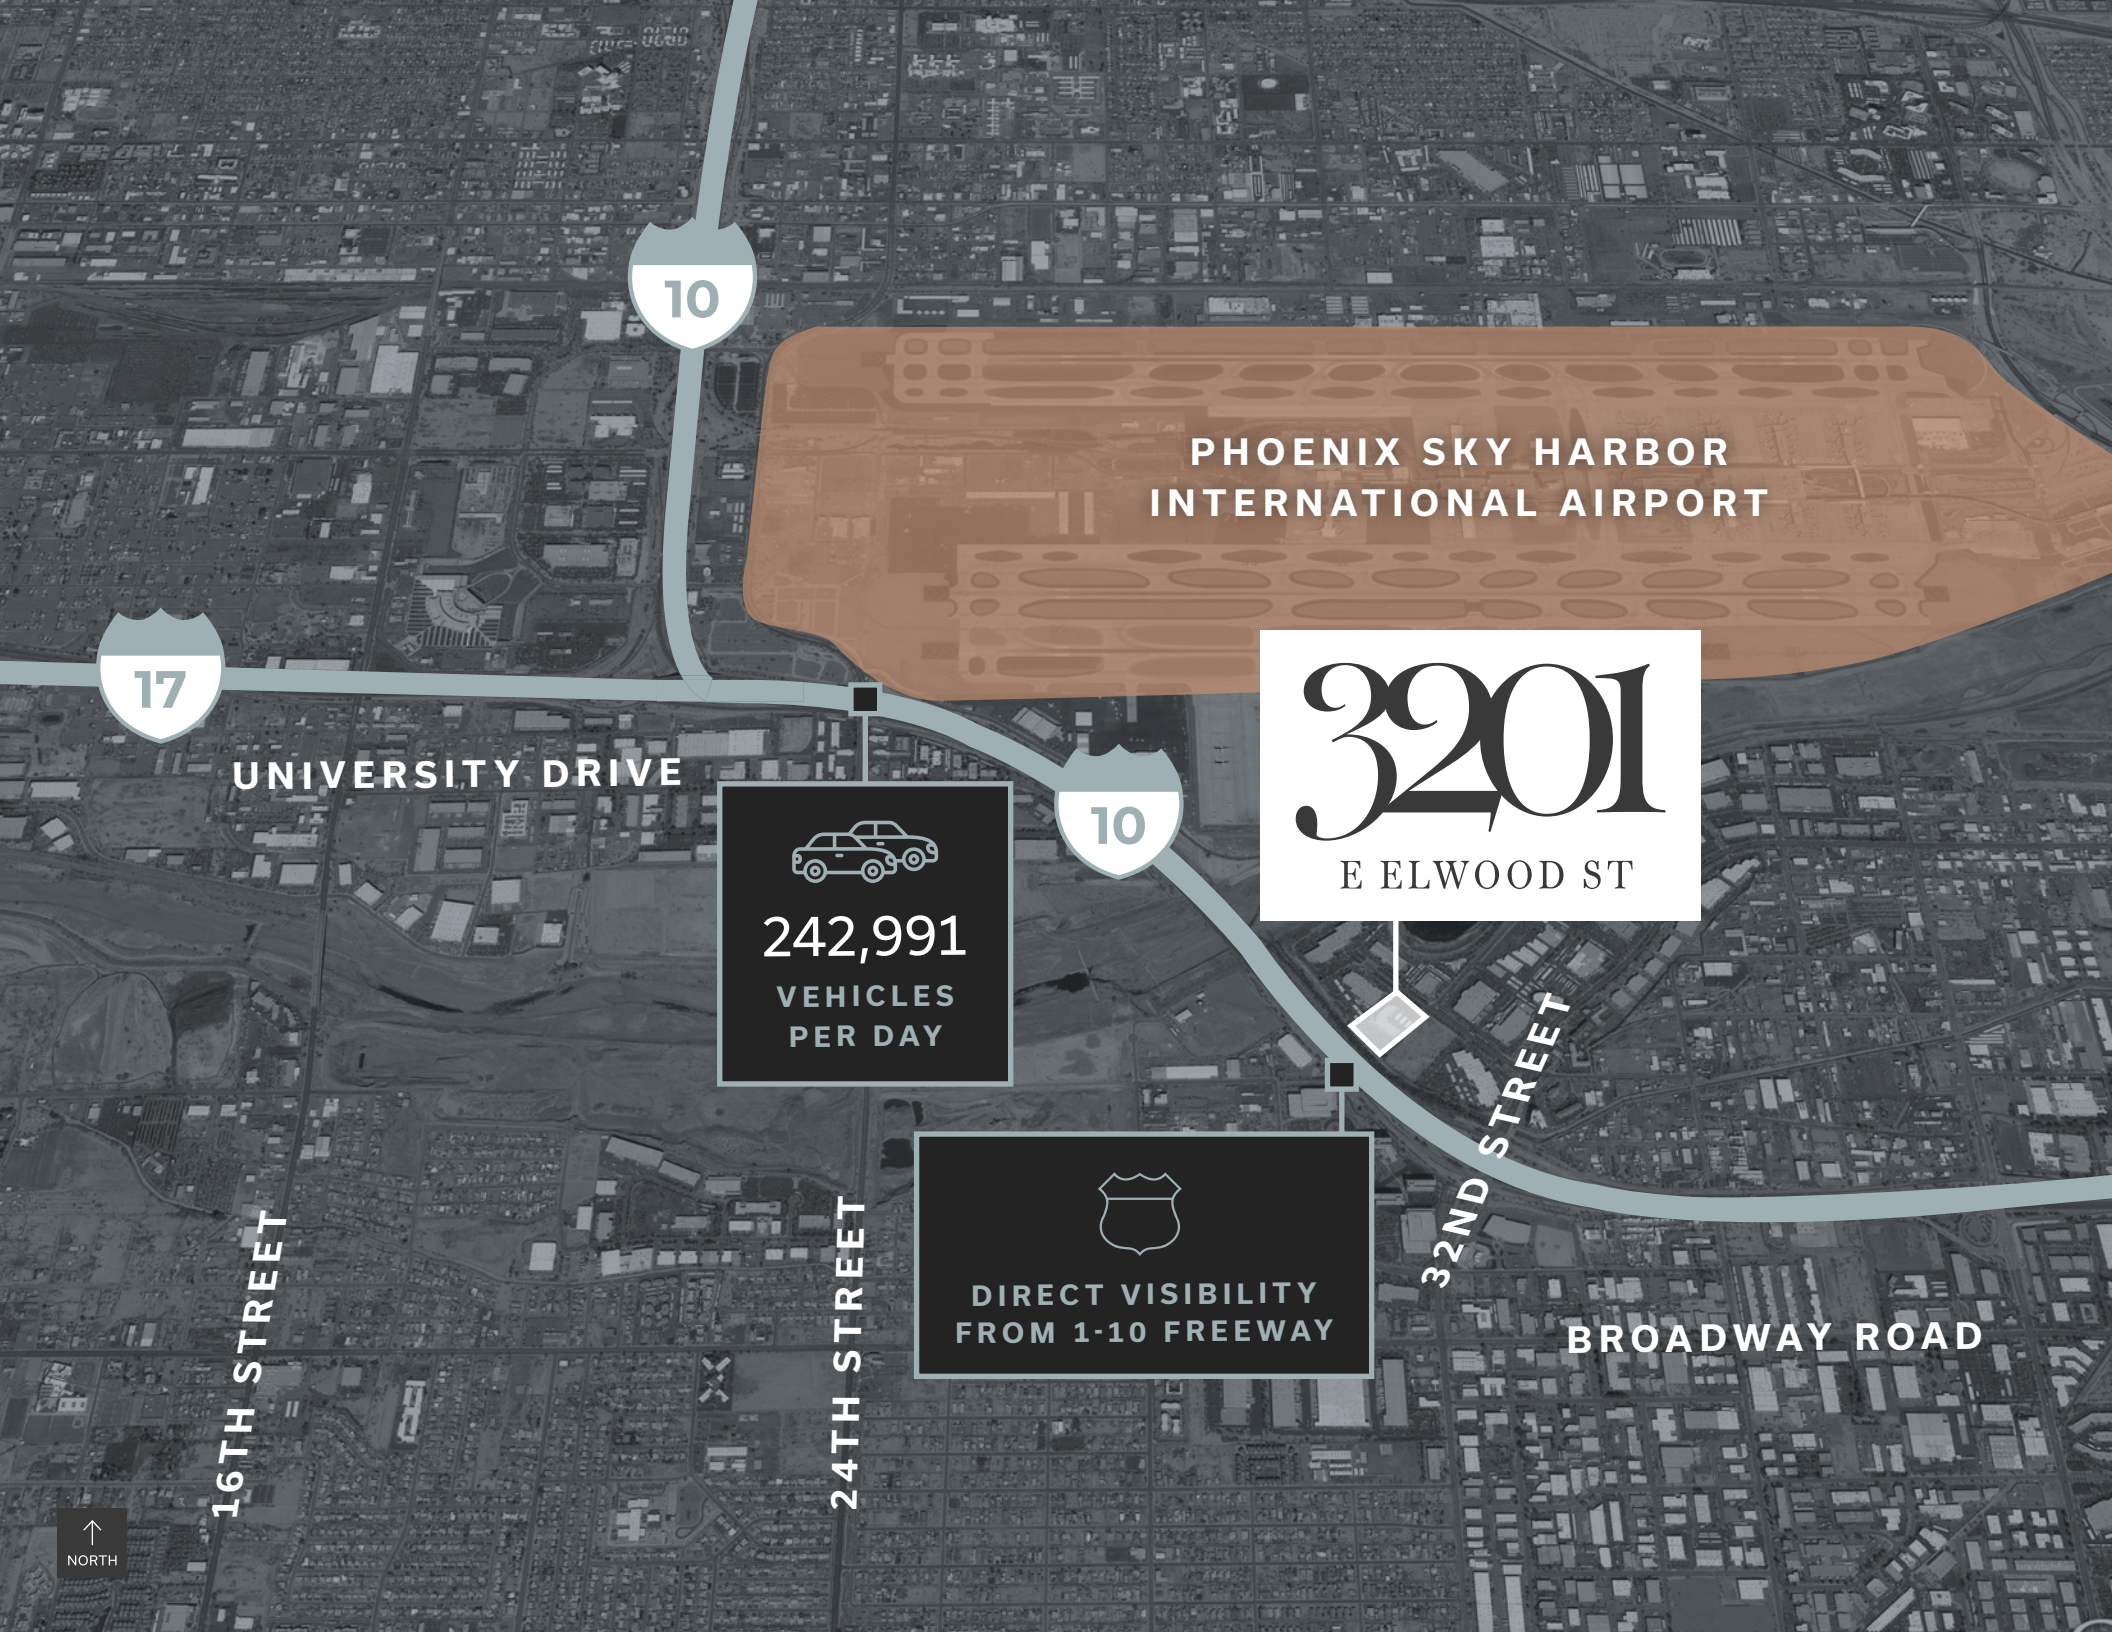 10
PHOENIX SKY HARBOR
INTERNATIONAL AIRPORT
17
UNIVERSITY DRIVE
10
3201
E ELWOOD ST
242,991
VEHICLES
PER DAY
DIRECT VISIBILITY
FROM 1-10 FREEWAY
32ND STREET
BROADWAY ROAD
16TH STREET
24TH STREET
NORTH